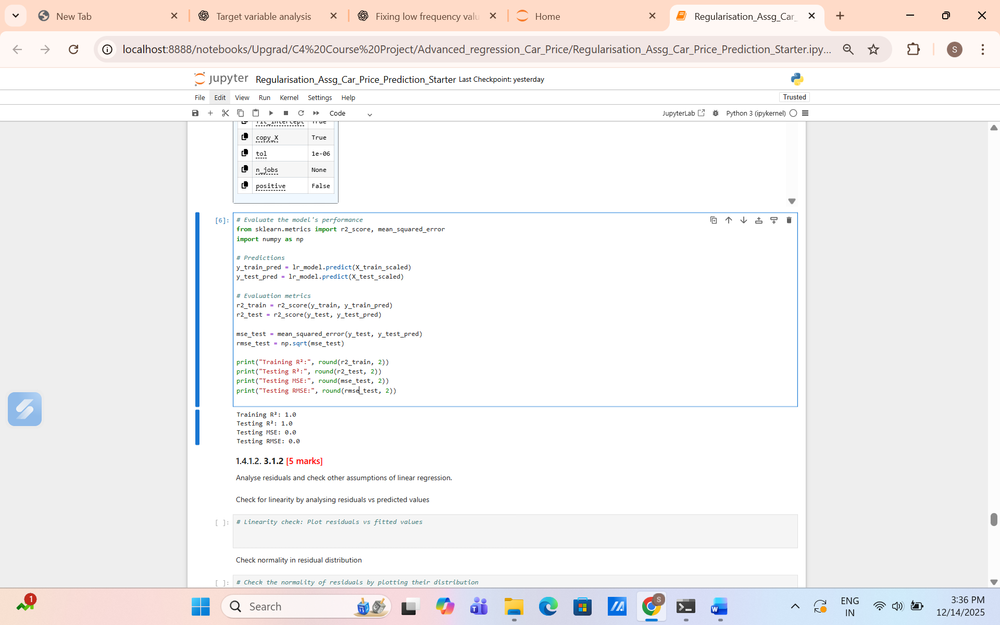 New Tab
Target variable analysis
Fixing low frequency valu
Home
Regularisation_Assg_Car_
localhost:8888/notebooks/Upgrad/C4%20Course%20Project/Advanced_regression_Car_Price/Regularisation_Assg_Car_Price_Prediction_Starter.ipy...
S
jupyter Regularisation_Assg_Car_Price_Prediction_Starter Last Checkpoint: yesterday
File Edit View Run Kernel Settings Help
Trusted
Code
JupyterLab
Python 3 (ipykernel)
fit_intercept True
copy_X True
tol 1e-06
n_jobs None
positive False
[6]:
# Evaluate the model's performance
from sklearn.metrics import r2_score, mean_squared_error
import numpy as np
# Predictions
y_train_pred = lr_model.predict(X_train_scaled)
y_test_pred = lr_model.predict(X_test_scaled)
# Evaluation metrics
r2_train = r2_score(y_train, y_train_pred)
r2_test = r2_score(y_test, y_test_pred)
mse_test = mean_squared_error(y_test, y_test_pred)
rmse_test = np.sqrt(mse_test)
print("Training R²:", round(r2_train, 2))
print("Testing R²:", round(r2_test, 2))
print("Testing MSE:", round(mse_test, 2))
print("Testing RMSE:", round(rmse_test, 2))
Training R²: 1.0
Testing R²: 1.0
Testing MSE: 0.0
Testing RMSE: 0.0
1.4.1.2. 3.1.2 [5 marks]
Analyse residuals and check other assumptions of linear regression.
Check for linearity by analysing residuals vs predicted values
[ ]:
# Linearity check: Plot residuals vs fitted values
Check normality in residual distribution
[ ]:
# Check the normality of residuals by plotting their distribution
1
Search
S
ENG
IN
3:36 PM
12/14/2025